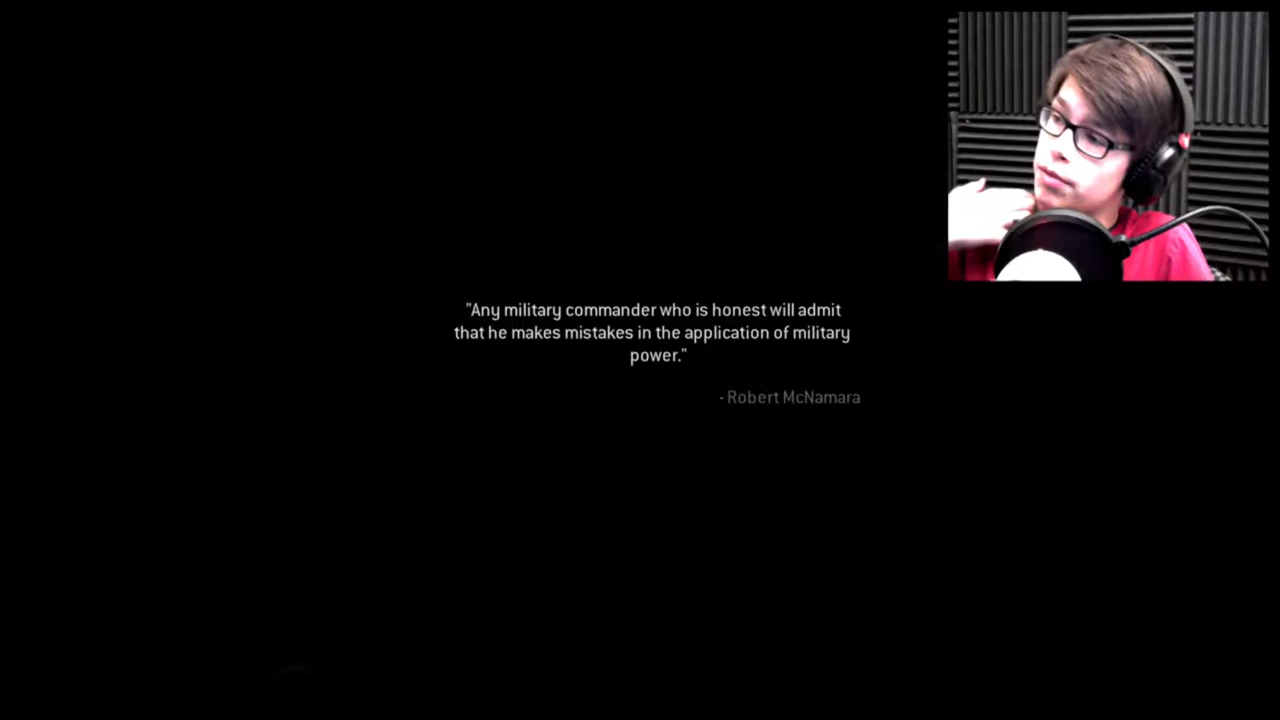 "Any military commander who is honest will admit
that he makes mistakes in the application of military
power."
- Robert McNamara